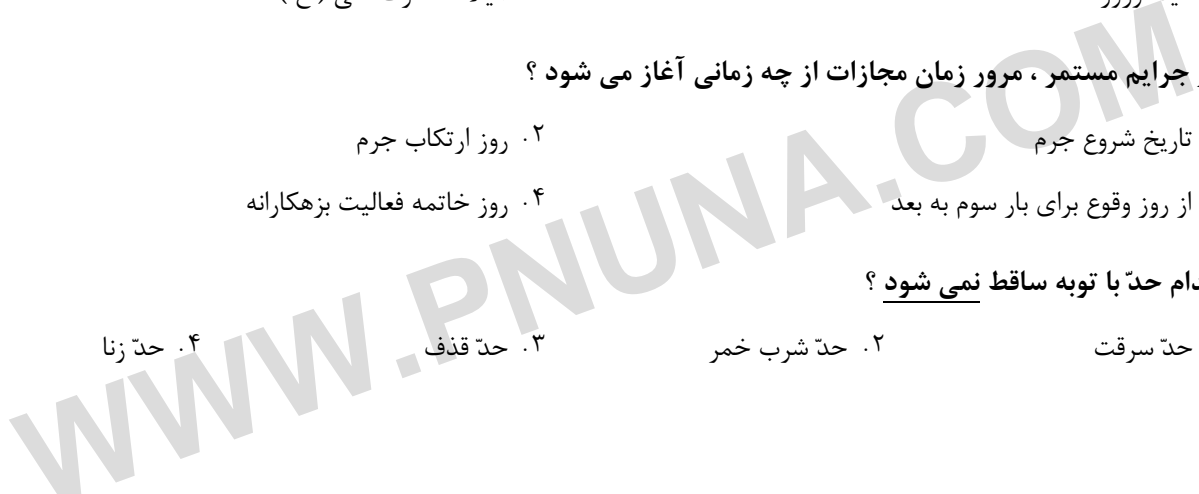 جرایم مستمر ، مرور زمان مجازات از چه زمانی آغاز می شود ؟
تاریخ شروع جرم ۲. روز ارتکاب جرم
از روز وقوع برای بار سوم به بعد ۴. روز خاتمه فعالیت بزهکارانه
حدّ با توبه ساقط نمی شود ؟
حدّ سرقت ۲. حدّ شرب خمر ۳. حدّ قذف ۴. حدّ زنا
WWW.PNUNA.COM